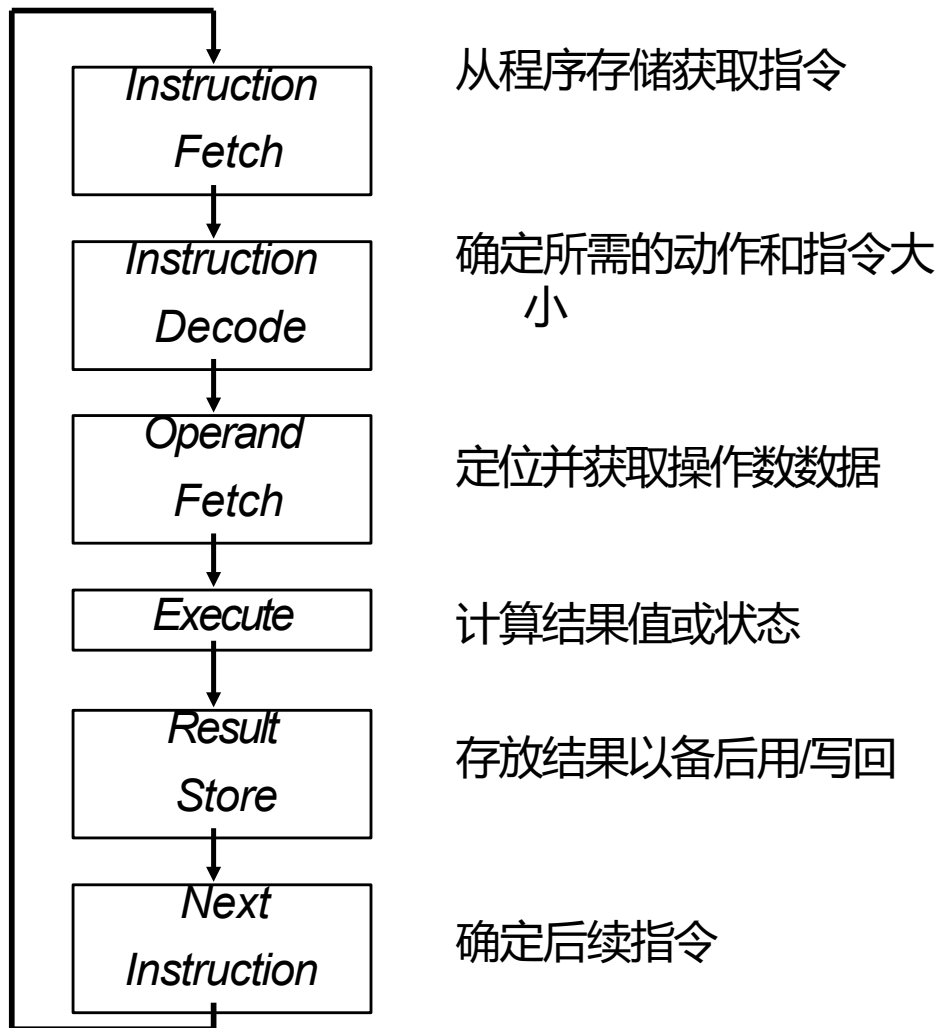 Instruction
Fetch
从程序存储获取指令
Instruction
Decode
确定所需的动作和指令大
小
Operand
Fetch
定位并获取操作数数据
Execute
计算结果值或状态
Result
Store
存放结果以备后用/写回
Next
Instruction
确定后续指令